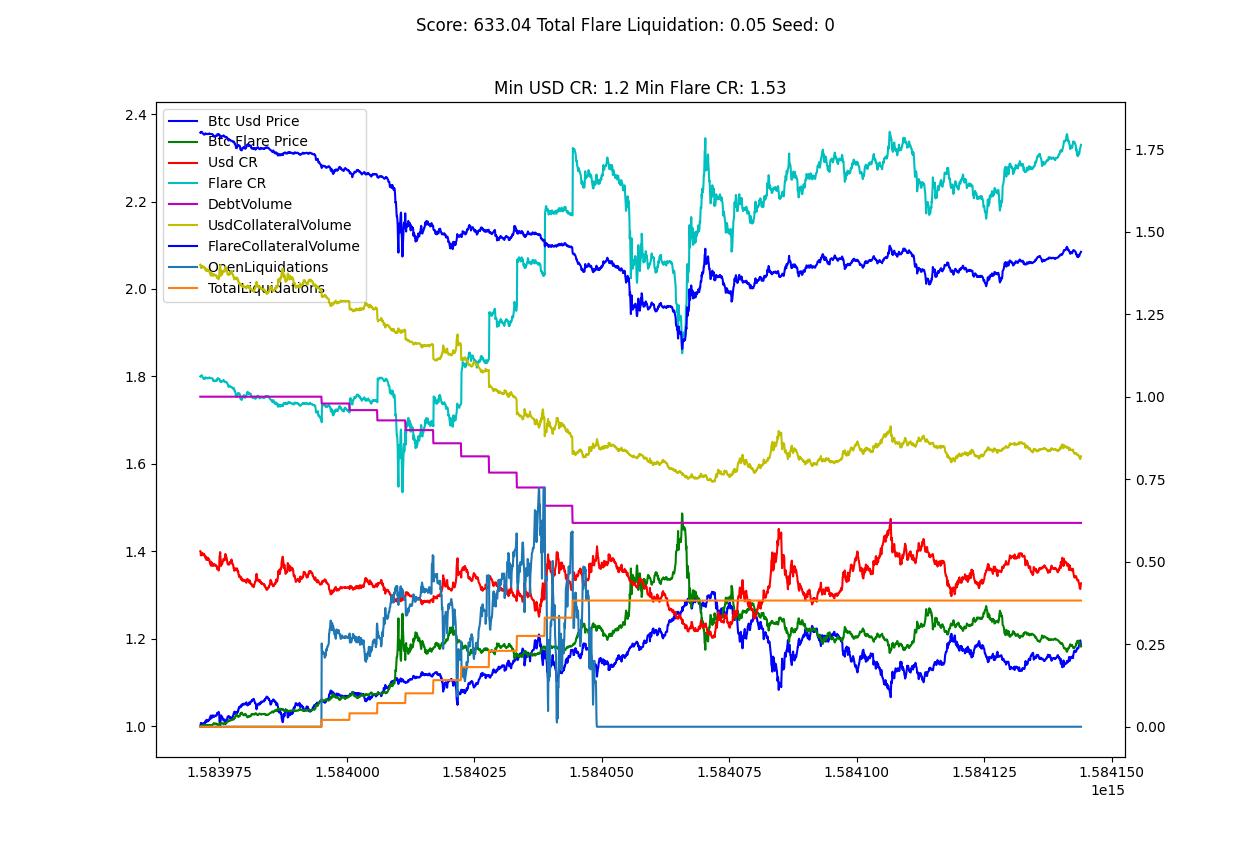 Score: 633.04 Total Flare Liquidation: 0.05 Seed: 0
Min USD CR: 1.2 Min Flare CR: 1.53
Btc Usd Price
Btc Flare Price
Usd CR
Flare CR
DebtVolume
UsdCollateralVolume
FlareCollateralVolume
OpenLiquidations
TotalLiquidations
2.4
2.2
2.0
1.8
1.6
1.4
1.2
1.0
1.75
1.50
1.25
1.00
0.75
0.50
0.25
0.00
1.583975 1.584000 1.584025 1.584050 1.584075 1.584100 1.584125 1.584150
1e15